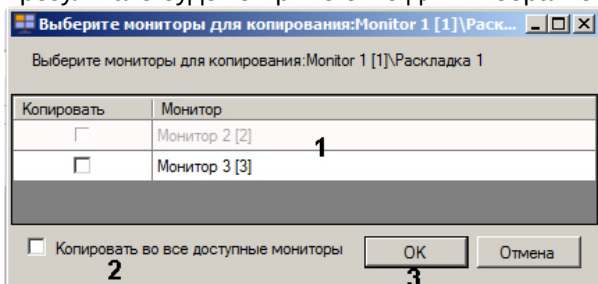 Выберите мониторы для копирования:Monitor 1 [1]\Раск...
Выберите мониторы для копирования:Monitor 1 [1]\Раскладка 1
Копировать Монитор
Монитор 2 [2]
1
Монитор 3 [3]
Копировать во все доступные мониторы OK Отмена
2 3